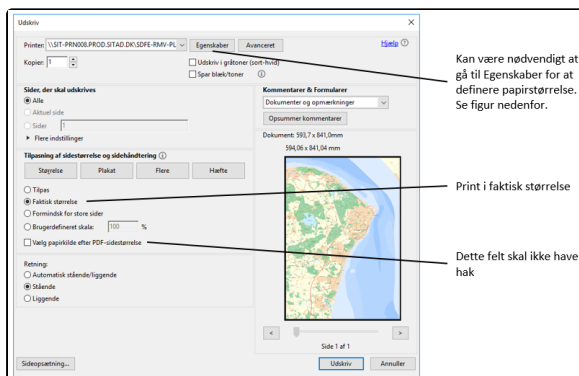 Udskriv
Printer: \\SIT-PRN008.PROD.SITAD.DK\SDFE-RMV-PL Egenskaber Avanceret Hjælp
Kopier: 1 Udskriv i gråtoner (sort-hvid)
Spar blæk/toner
Sider, der skal udskrives
Alle
Aktuel side
Sider 1
Flere indstillinger
Kommentarer & Formularer
Dokumenter og opmærkninger
Opsummer kommentarer
Dokument: 593,7 x 841,0mm
594,06 x 841,04 mm
Tilpasning af sidestørrelse og sidehåndtering
Størrelse Plakat Flere Hæfte
Tilpas
Faktisk størrelse
Formindsk for store sider
Brugerdefineret skala: 100 %
Vælg papirkilde efter PDF-sidestørrelse
Retning:
Automatisk stående/liggende
Stående
Liggende
< >
Side 1 af 1
Sideopsætning... Udskriv Annuller
Kan være nødvendigt at
gå til Egenskaber for at
definere papirstørrelse.
Se figur nedenfor.
Print i faktisk størrelse
Dette felt skal ikke have
hak